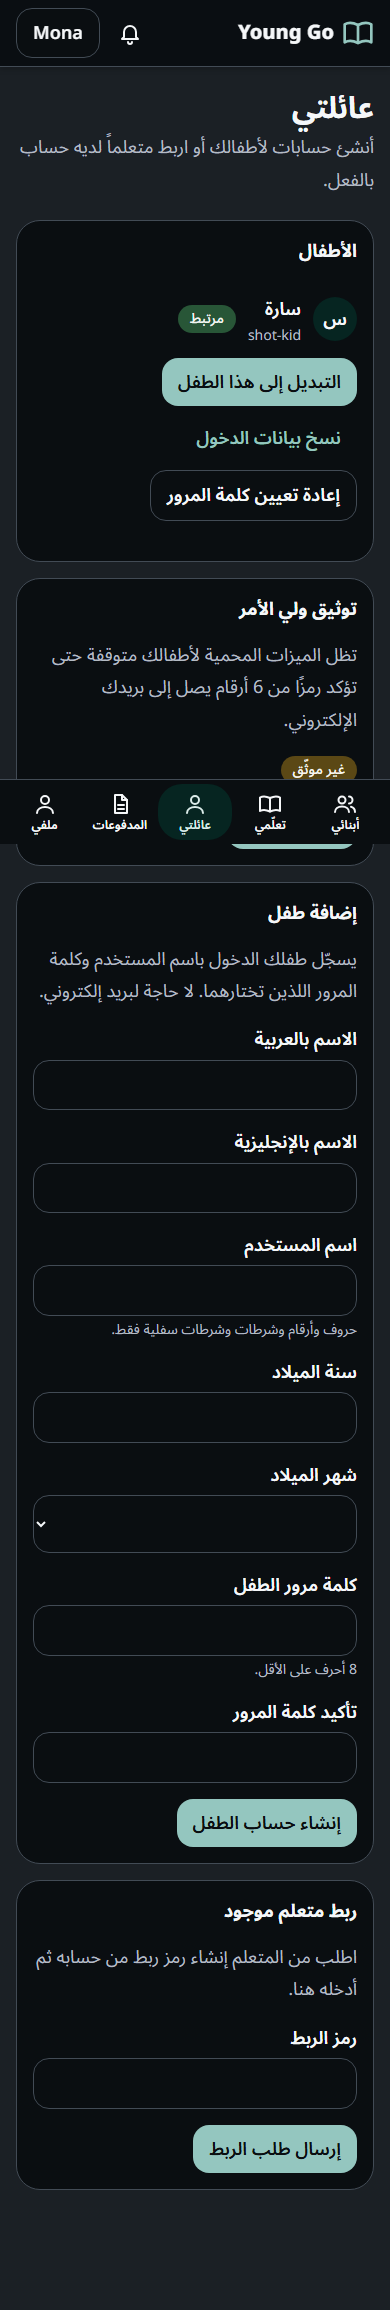 Young Go
Mona
عائلتي
أنشئ حسابات لأطفالك أو اربط متعلماً لديه حساب
بالفعل.
الأطفال
س
سارة
مرتبط
shot-kid
التبديل إلى هذا الطفل
نسخ بيانات الدخول
إعادة تعيين كلمة المرور
توثيق ولي الأمر
تظل الميزات المحمية لأطفالك متوقفة حتى
تؤكد رمزًا من 6 أرقام يصل إلى بريدك
الإلكتروني.
غير موثّق
أبنائي
تعلّمي
عائلتي
المدفوعات
ملفي
إضافة طفل
يسجّل طفلك الدخول باسم المستخدم وكلمة
المرور اللذين تختارهما. لا حاجة لبريد إلكتروني.
الاسم بالعربية
الاسم بالإنجليزية
اسم المستخدم
حروف وأرقام وشرطات وشرطات سفلية فقط.
سنة الميلاد
شهر الميلاد
كلمة مرور الطفل
8 أحرف على الأقل.
تأكيد كلمة المرور
إنشاء حساب الطفل
ربط متعلم موجود
اطلب من المتعلم إنشاء رمز ربط من حسابه ثم
أدخله هنا.
رمز الربط
إرسال طلب الربط